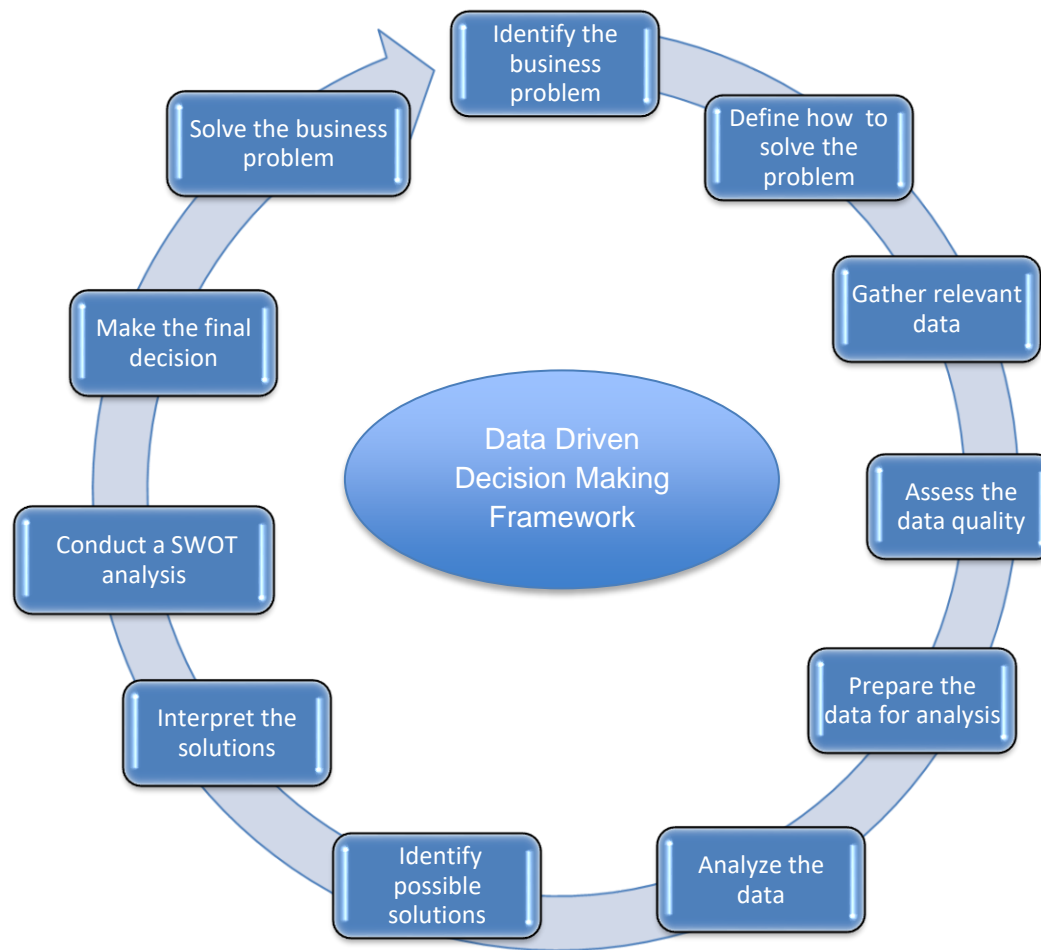 Identify the
business
problem
Define how  to
solve the
problem
Gather relevant
data
Assess the
data quality
Prepare the
data for analysis
Analyze the
data
Identify
possible
solutions
Interpret the
solutions
Conduct a SWOT
analysis
Make the final
decision
Solve the business
problem
Data Driven
Decision Making
Framework